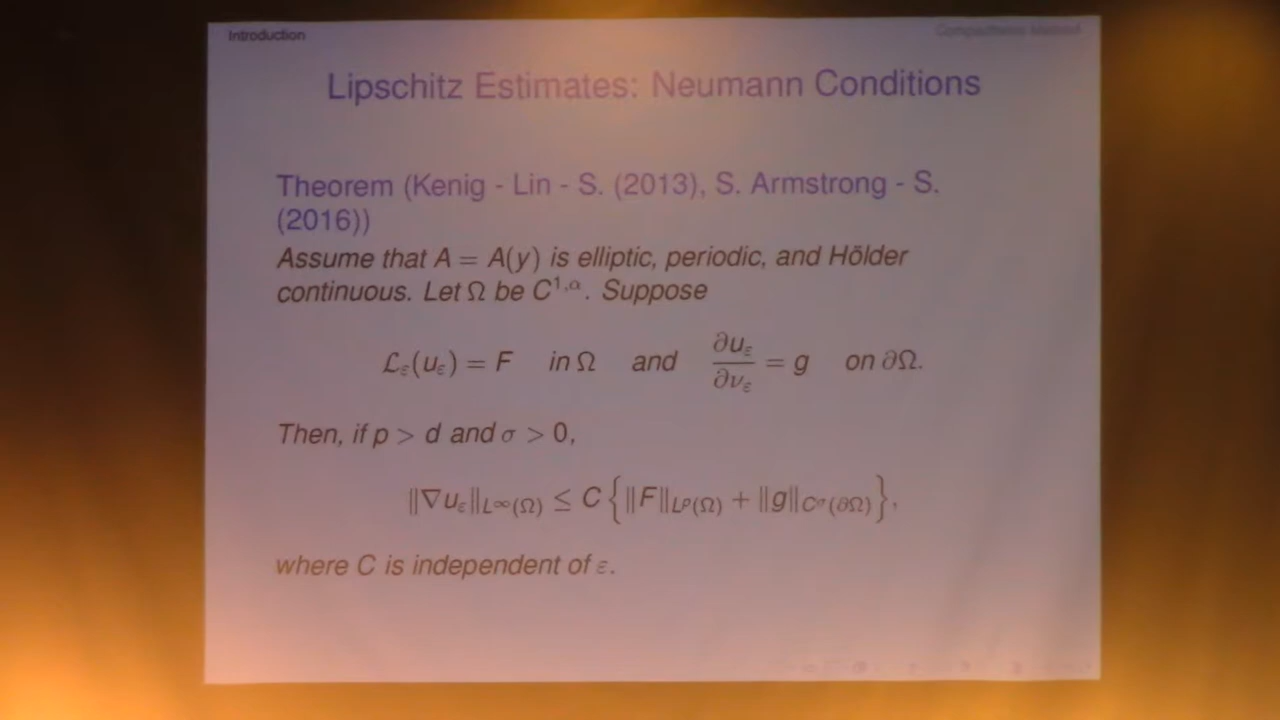 Introduction
Compactness Method
Lipschitz Estimates: Neumann Conditions
Theorem (Kenig - Lin - S. (2013), S. Armstrong - S.
(2016))
Assume that A = A(y) is elliptic, periodic, and Hölder
continuous. Let Ω be C^{1,α}. Suppose
ℒ_ε(u_ε) = F in Ω and ∂u_ε/∂ν_ε = g on ∂Ω.
Then, if p > d and σ > 0,
‖∇u_ε‖_{L^∞(Ω)} ≤ C {‖F‖_{L^p(Ω)} + ‖g‖_{C^σ(∂Ω)}},
where C is independent of ε.